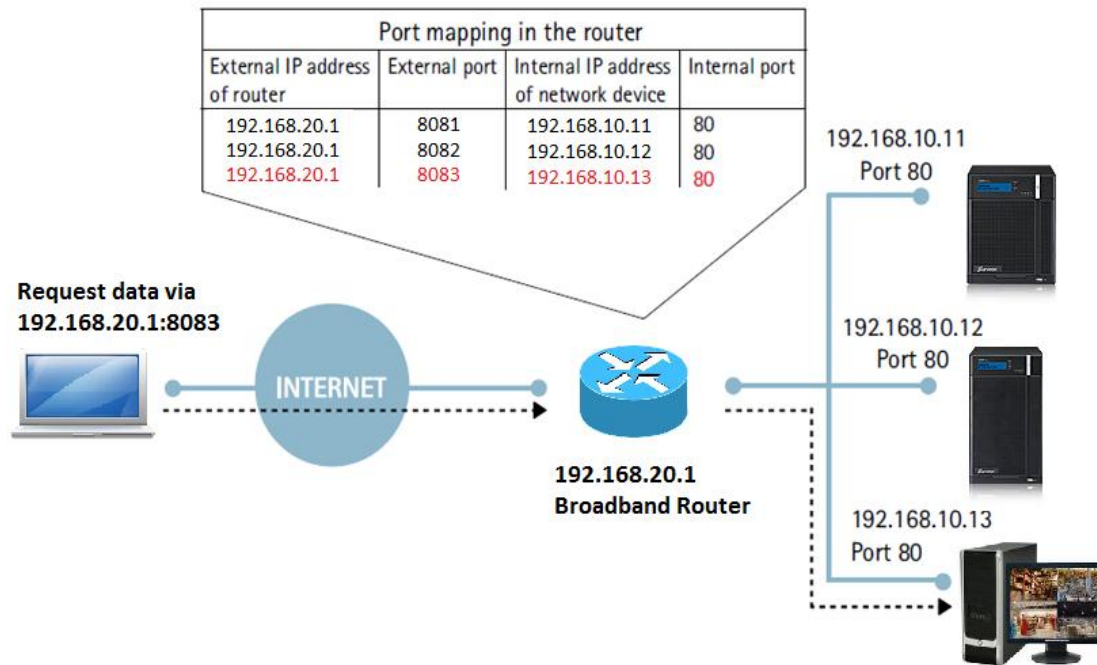 Port mapping in the router
External IP address of router
External port
Internal IP address of network device
Internal port
192.168.20.1 8081 192.168.10.11 80
192.168.20.1 8082 192.168.10.12 80
192.168.20.1 8083 192.168.10.13 80
192.168.10.11
Port 80
Request data via
192.168.20.1:8083
INTERNET
192.168.10.12
Port 80
192.168.20.1
Broadband Router
192.168.10.13
Port 80